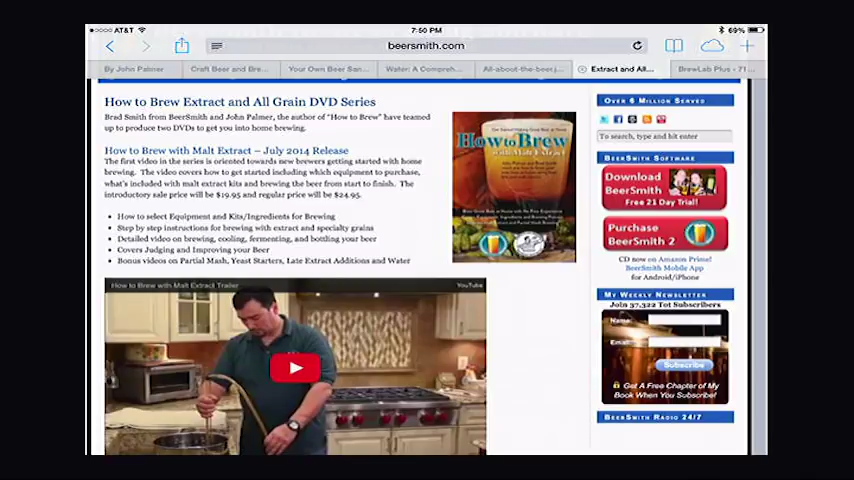 AT&T
7:50 PM
69%
beersmith.com
By John Palmer
Craft Beer and Bre...
Your Own Beer San...
Water: A Compreh...
All-about-the-beer j...
Extract and All...
BrewLab Plus - 71...
How to Brew Extract and All Grain DVD Series
Brad Smith from BeerSmith and John Palmer, the author of "How to Brew" have teamed
up to produce two DVDs to get you into home brewing.
How to Brew with Malt Extract – July 2014 Release
The first video in the series is oriented towards new brewers getting started with home
brewing. The video covers how to get started including which equipment to purchase,
what's included with malt extract kits and brewing the beer from start to finish. The
introductory sale price will be $19.95 and regular price will be $24.95.
• How to select Equipment and Kits/Ingredients for Brewing
• Step by step instructions for brewing with extract and specialty grains
• Detailed video on brewing, cooling, fermenting, and bottling your beer
• Covers Judging and Improving your Beer
• Bonus videos on Partial Mash, Yeast Starters, Late Extract Additions and Water
How to Brew
with Malt Extract
How to Brew with Malt Extract Trailer
YouTube
Over 6 Million Served
To search, type and hit enter
BeerSmith Software
Download
BeerSmith
Free 21 Day Trial!
Purchase
BeerSmith 2
CD now on Amazon Prime!
BeerSmith Mobile App
for Android/iPhone
My Weekly Newsletter
Join 37,322 Tot Subscribers
Name:
Email:
Subscribe
Get A Free Chapter of My
Book When You Subscribe!
BeerSmith Radio 24/7